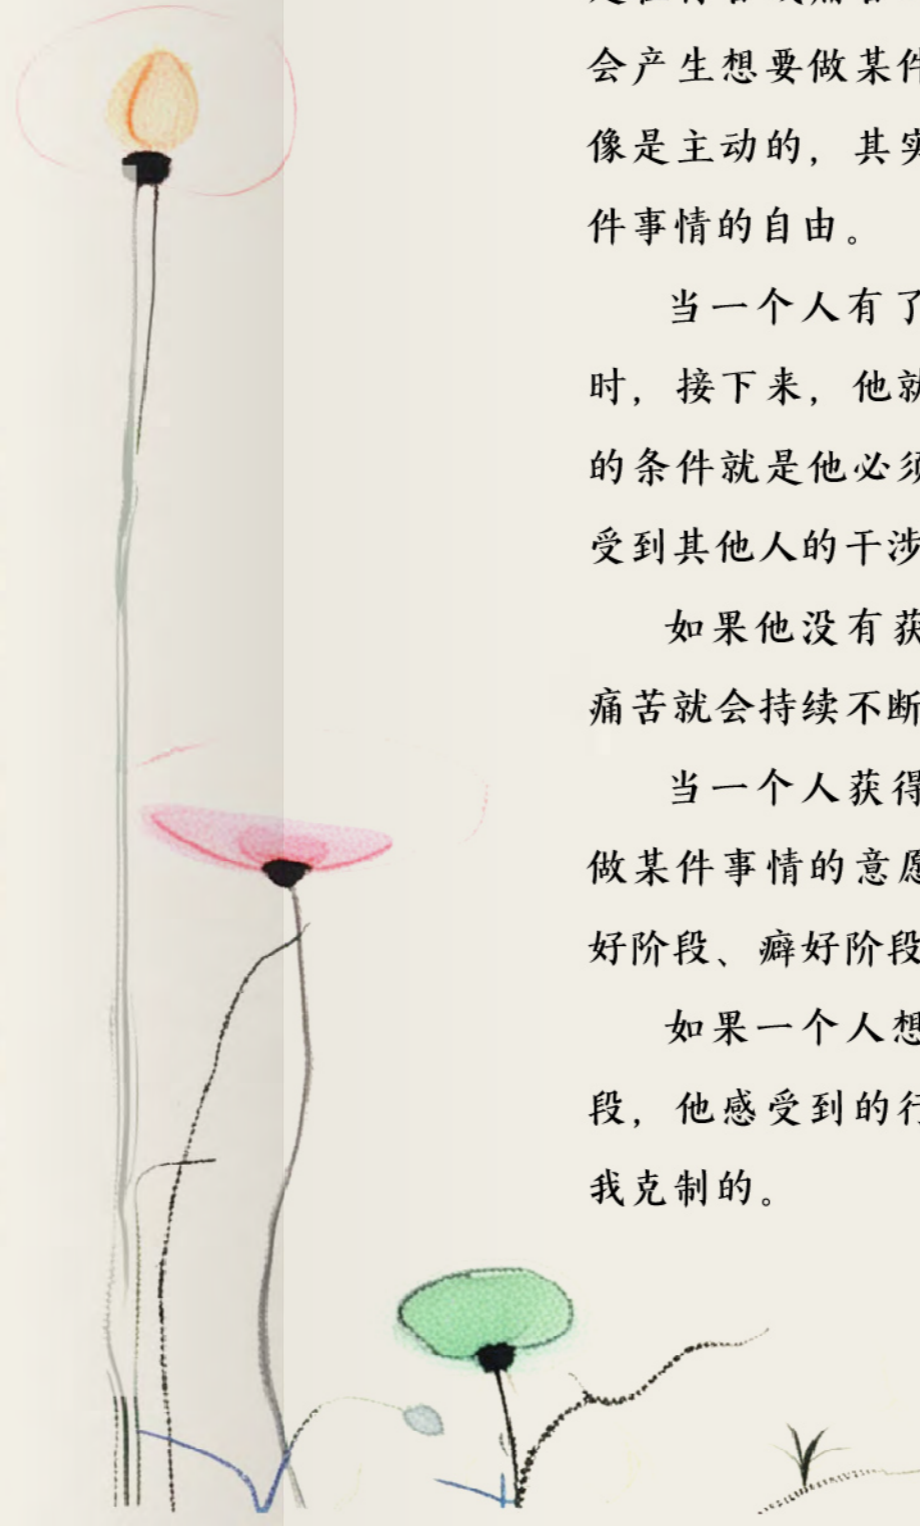 会产生想要做某件
像是主动的，其实
件事情的自由。
当一个人有了
时，接下来，他就
的条件就是他必须
受到其他人的干涉
如果他没有获
痛苦就会持续不断
当一个人获得
做某件事情的意愿
好阶段、癖好阶段
如果一个人想
段，他感受到的行
我克制的。